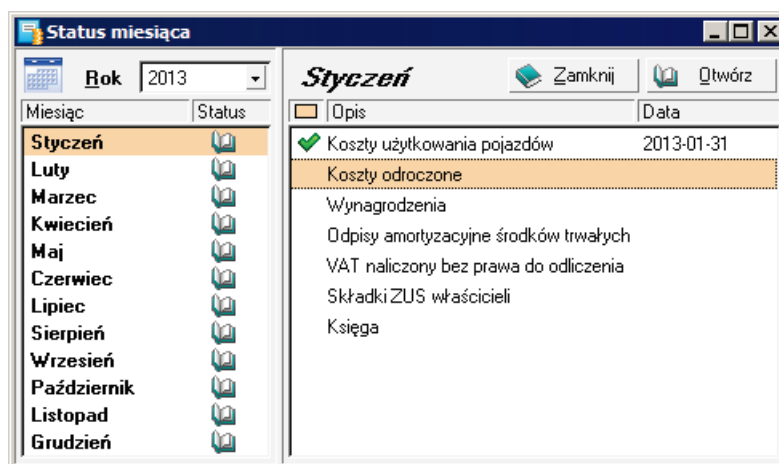 Status miesiąca
Rok 2013
Miesiąc Status
Styczeń
Luty
Marzec
Kwiecień
Maj
Czerwiec
Lipiec
Sierpień
Wrzesień
Październik
Listopad
Grudzień
Styczeń Zamknij Otwórz
Opis Data
Koszty użytkowania pojazdów 2013-01-31
Koszty odroczone
Wynagrodzenia
Odpisy amortyzacyjne środków trwałych
VAT naliczony bez prawa do odliczenia
Składki ZUS właścicieli
Księga